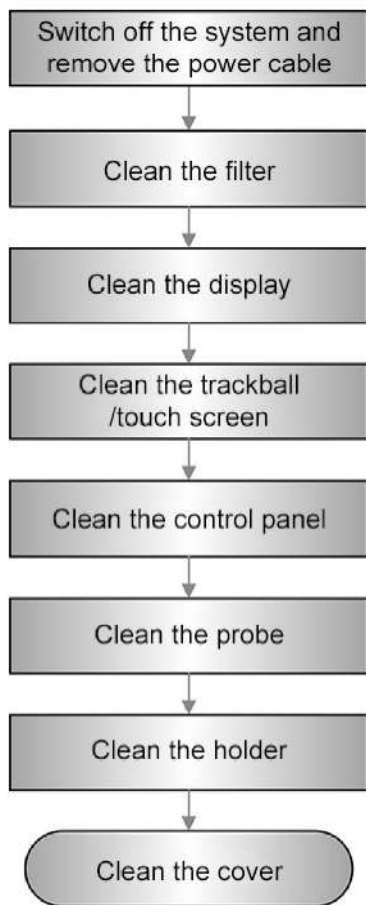 Switch off the system and
remove the power cable
Clean the filter
Clean the display
Clean the trackball
/touch screen
Clean the control panel
Clean the probe
Clean the holder
Clean the cover